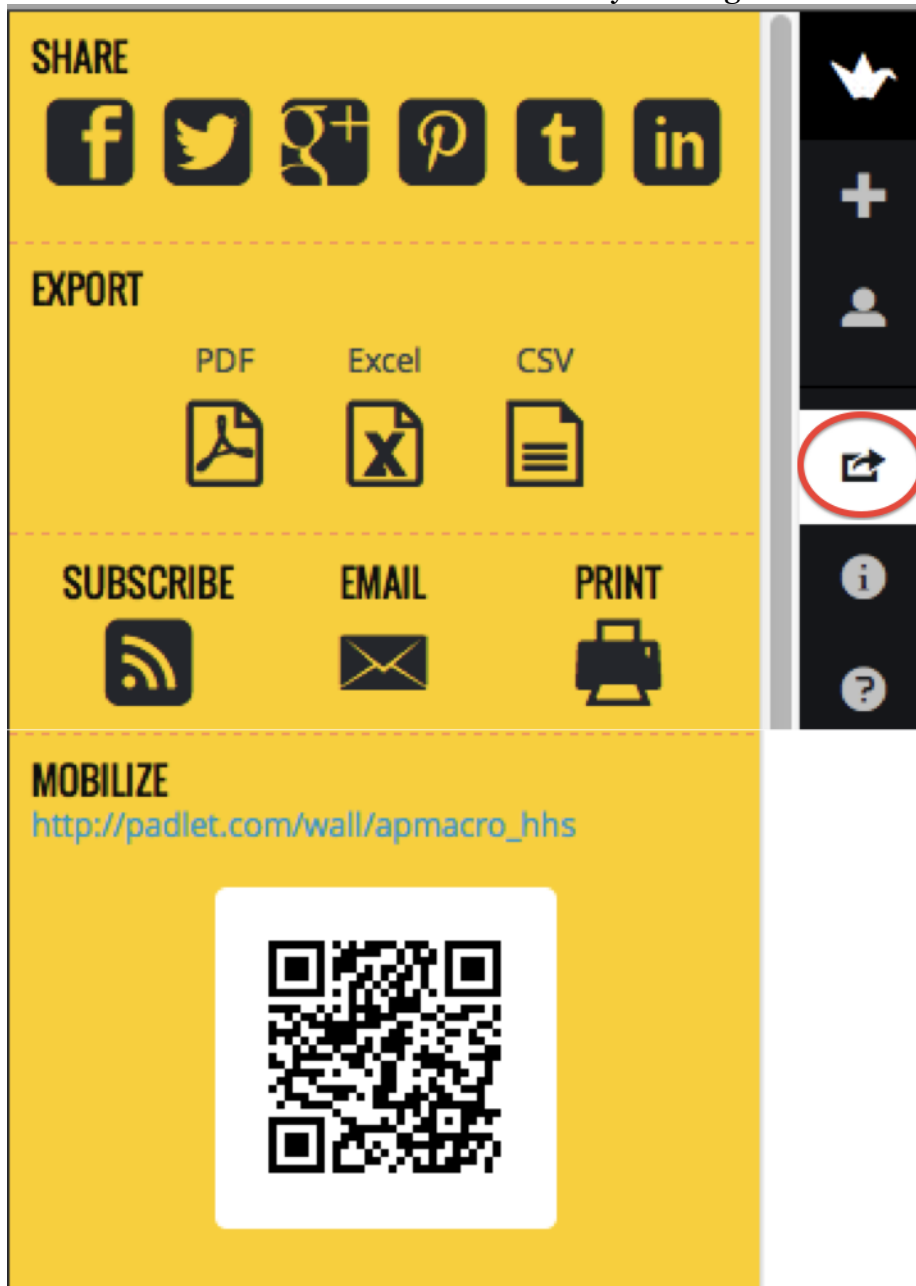 SHARE
EXPORT
PDF Excel CSV
SUBSCRIBE EMAIL PRINT
MOBILIZE
http://padlet.com/wall/apmacro_hhs